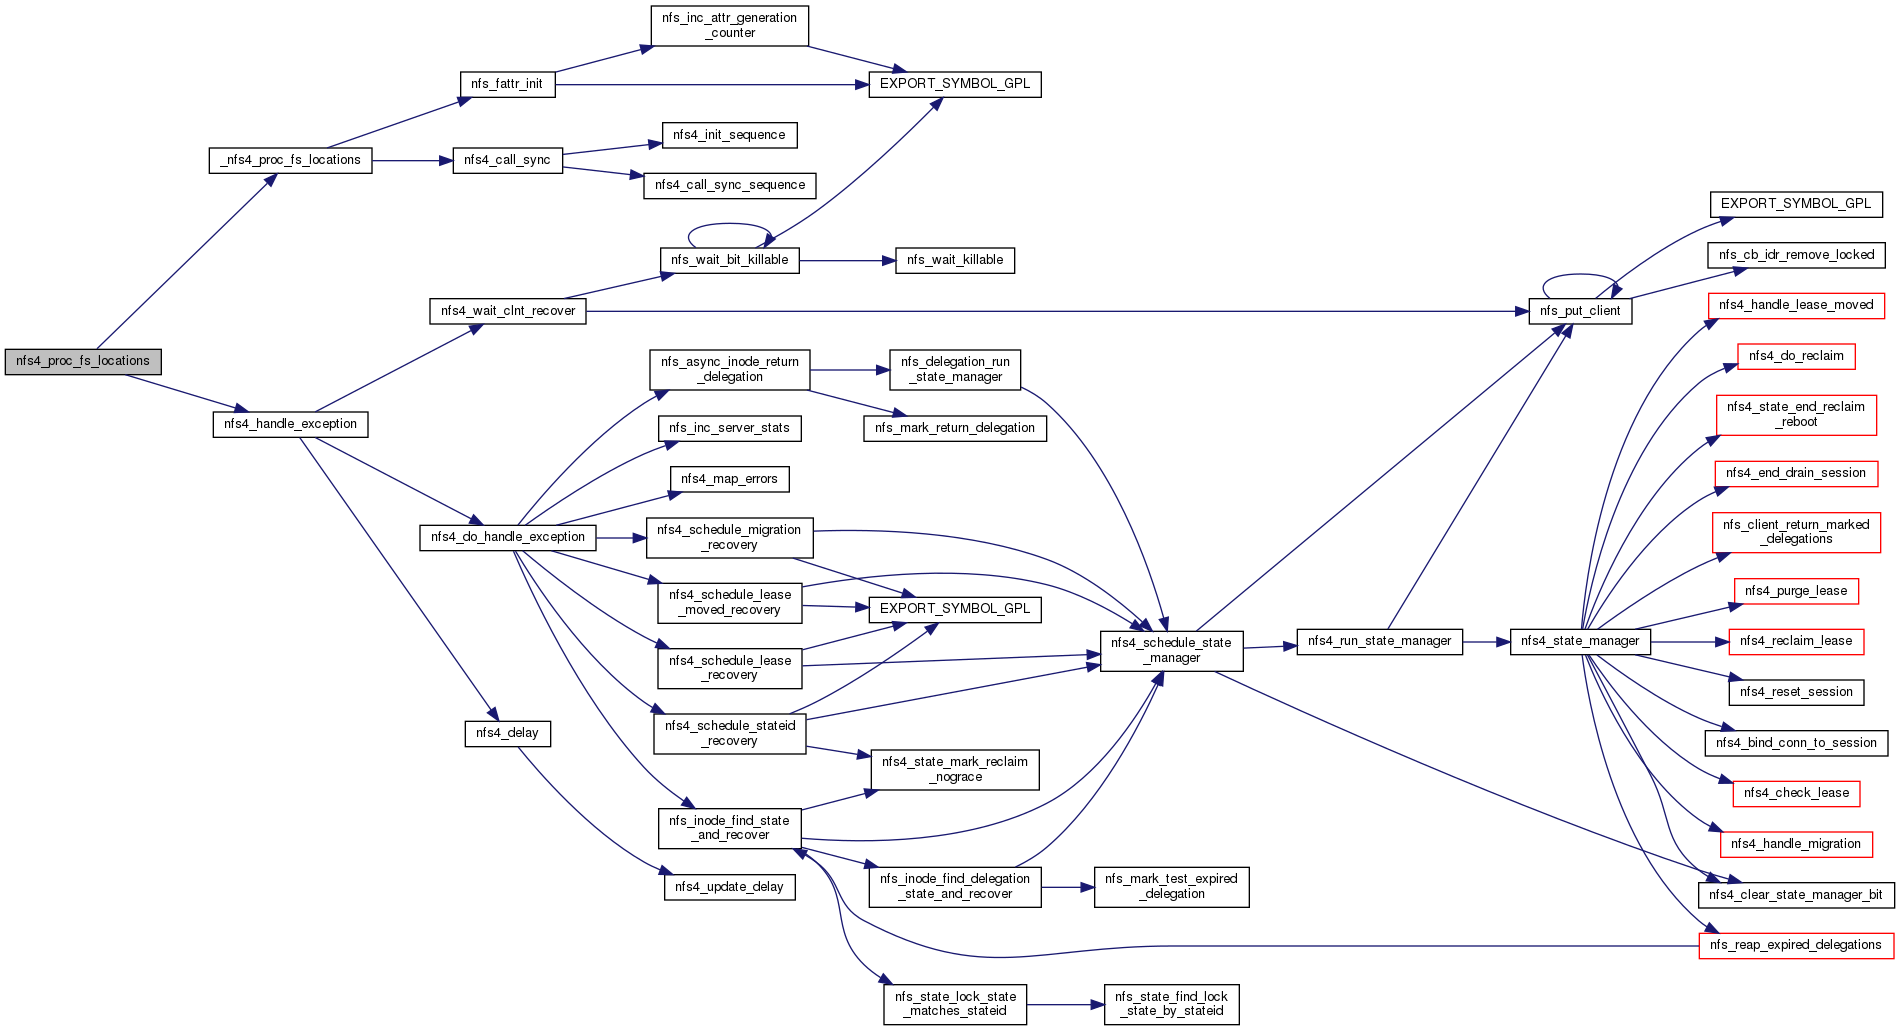 nfs4_proc_fs_locations
_nfs4_proc_fs_locations
nfs4_handle_exception
nfs_fattr_init
nfs4_call_sync
nfs4_wait_clnt_recover
nfs4_do_handle_exception
nfs4_delay
nfs_inc_attr_generation
_counter
nfs4_init_sequence
nfs4_call_sync_sequence
nfs_wait_bit_killable
nfs_async_inode_return
_delegation
nfs_inc_server_stats
nfs4_map_errors
nfs4_schedule_migration
_recovery
nfs4_schedule_lease
_moved_recovery
nfs4_schedule_lease
_recovery
nfs4_schedule_stateid
_recovery
nfs_inode_find_state
_and_recover
nfs4_update_delay
EXPORT_SYMBOL_GPL
nfs_wait_killable
nfs_delegation_run
_state_manager
nfs_mark_return_delegation
EXPORT_SYMBOL_GPL
nfs4_state_mark_reclaim
_nograce
nfs_inode_find_delegation
_state_and_recover
nfs_state_lock_state
_matches_stateid
nfs4_schedule_state
_manager
nfs_mark_test_expired
_delegation
nfs_state_find_lock
_state_by_stateid
nfs4_run_state_manager
nfs_put_client
nfs4_state_manager
EXPORT_SYMBOL_GPL
nfs_cb_idr_remove_locked
nfs4_handle_lease_moved
nfs4_do_reclaim
nfs4_state_end_reclaim
_reboot
nfs4_end_drain_session
nfs_client_return_marked
_delegations
nfs4_purge_lease
nfs4_reclaim_lease
nfs4_reset_session
nfs4_bind_conn_to_session
nfs4_check_lease
nfs4_handle_migration
nfs4_clear_state_manager_bit
nfs_reap_expired_delegations